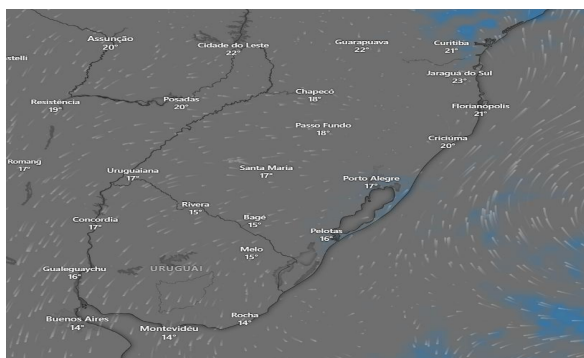 Assunção
20°
Cidade do Leste
22°
Guarapuava
22°
Curitiba
21°
stelli
Jaraguá do Sul
23°
Resistência
19°
Posadas
20°
Chapecó
18°
Florianópolis
21°
Passo Fundo
18°
Criciúma
20°
Romang
17°
Uruguaiana
17°
Santa Maria
17°
Porto Alegre
17°
Rivera
15°
Concordia
17°
Bagé
15°
Pelotas
16°
Melo
15°
Gualeguaychu
16°
URUGUAI
Buenos Aires
14°
Montevidéu
14°
Rocha
14°